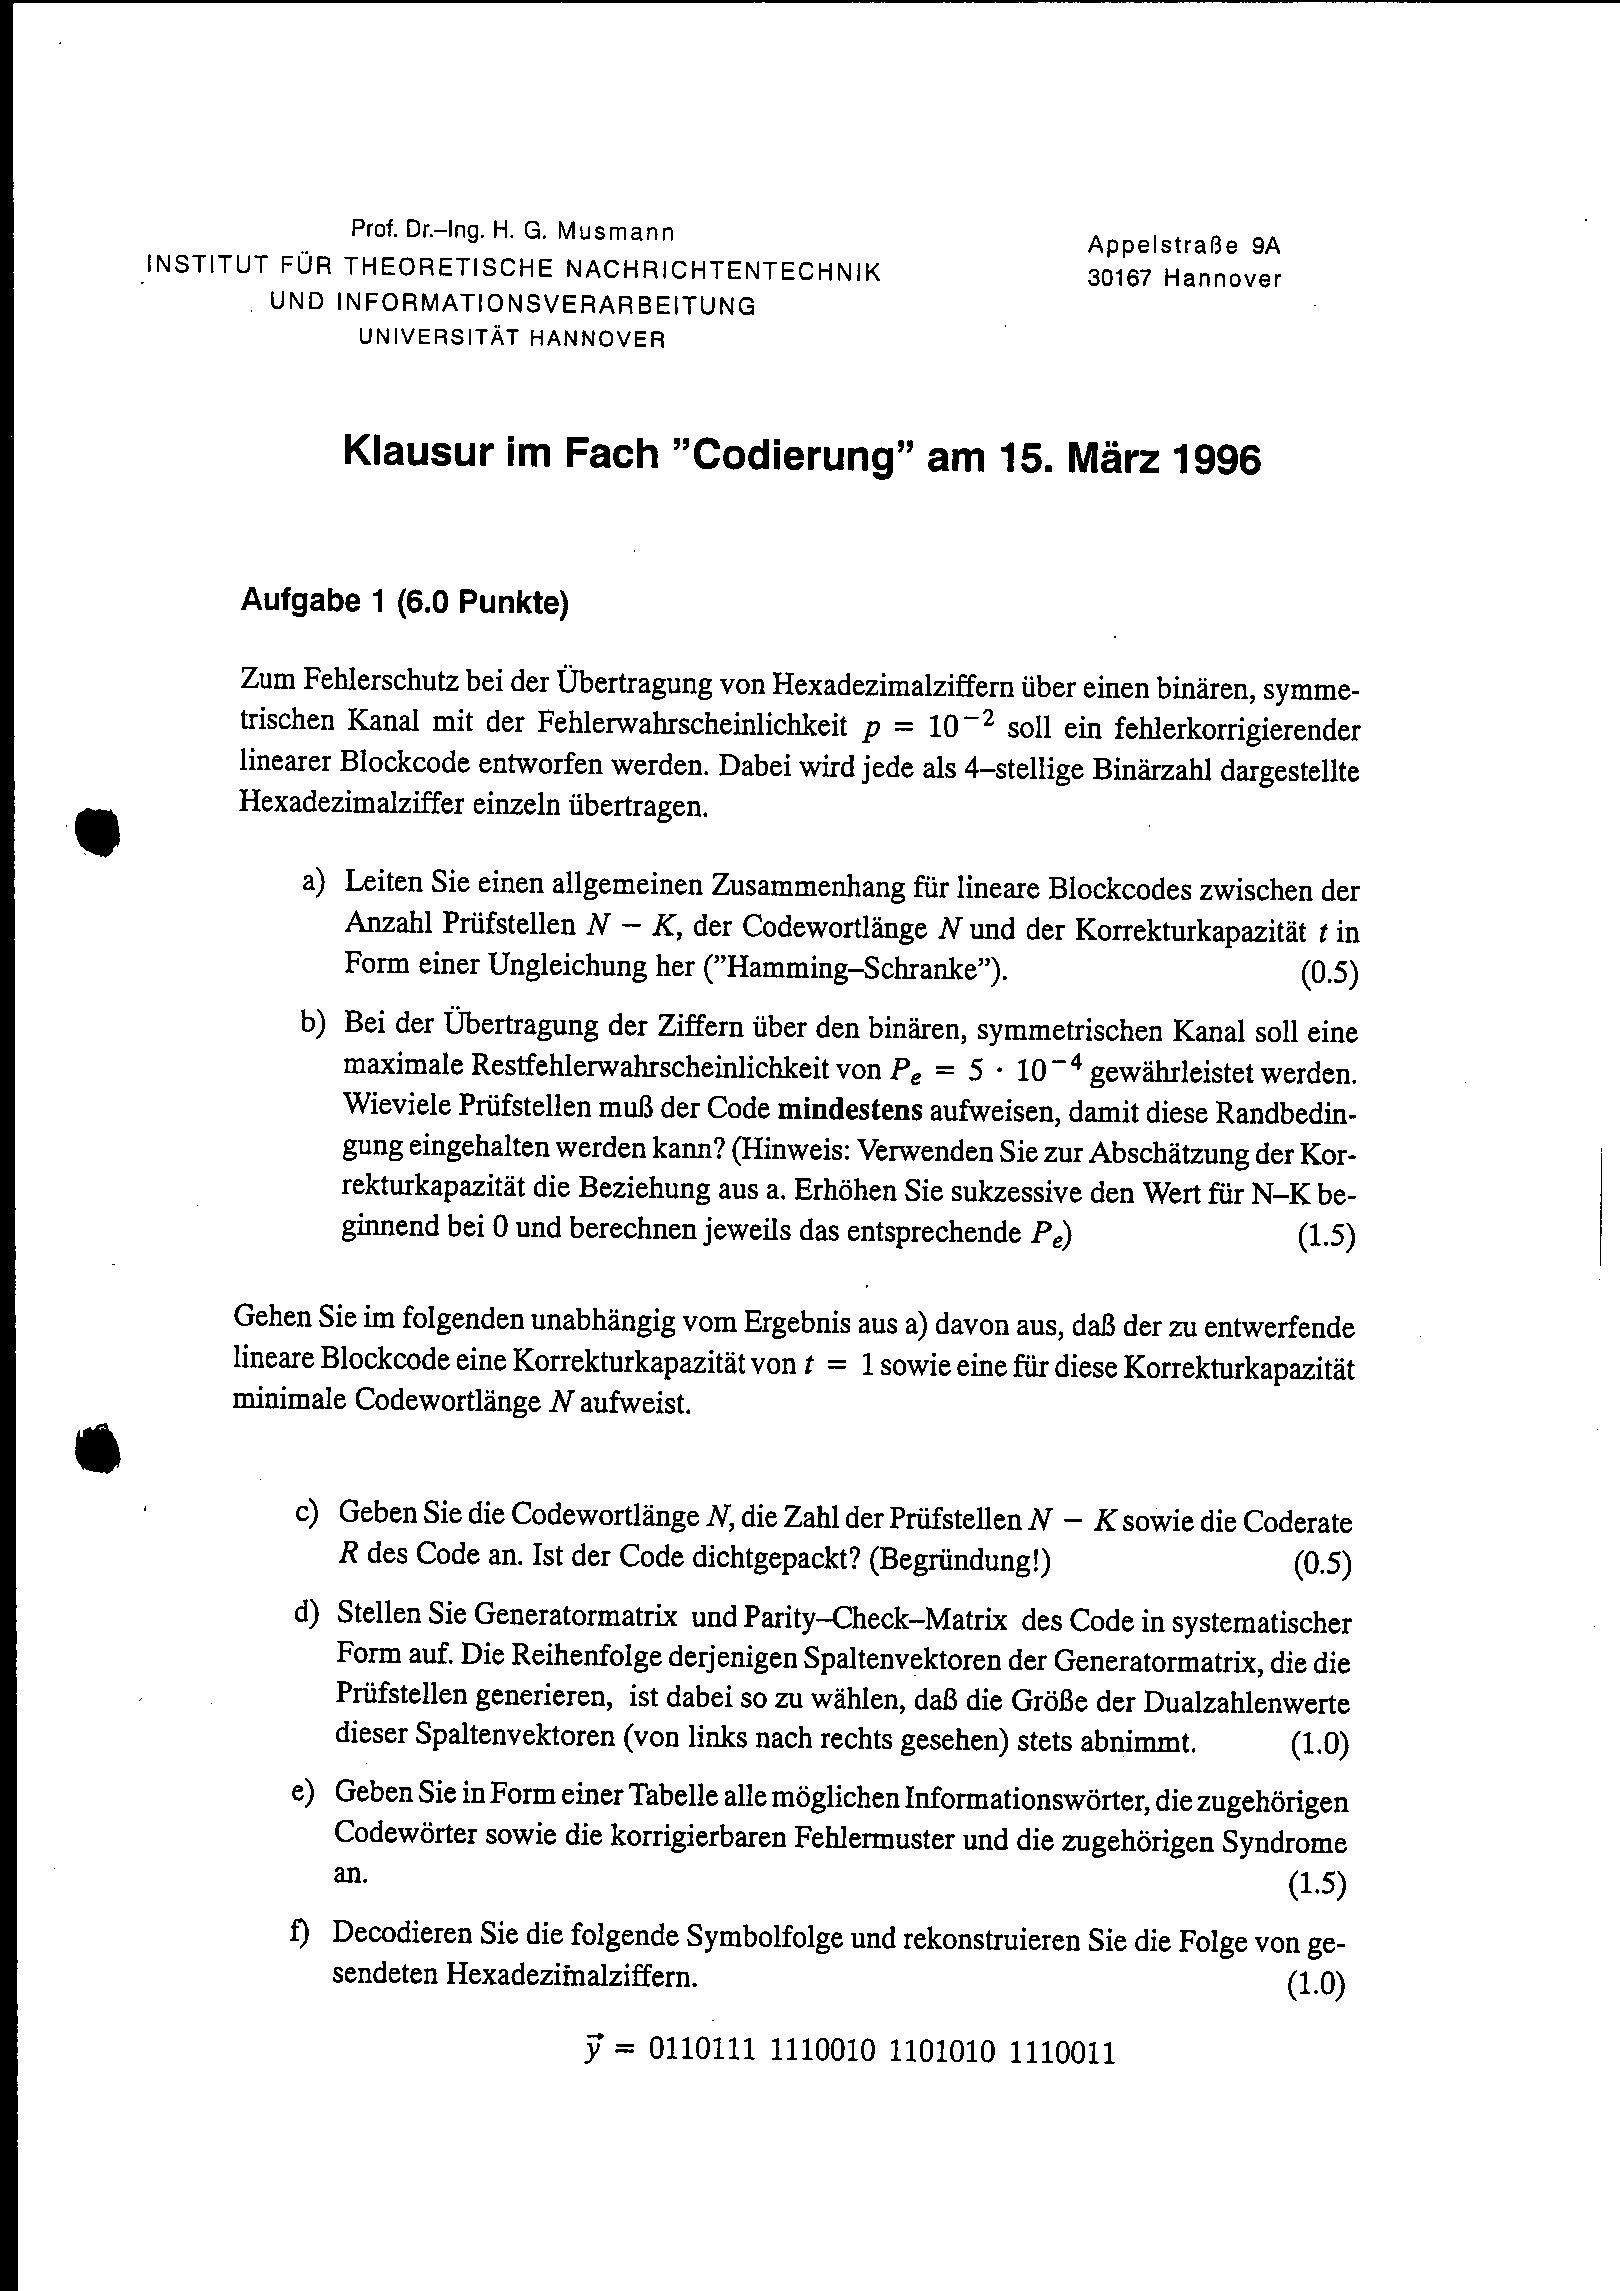 Prof. Dr.–Ing. H. G. Musmann
INSTITUT FÜR THEORETISCHE NACHRICHTENTECHNIK
UND INFORMATIONSVERARBEITUNG
UNIVERSITÄT HANNOVER
Appelstraße 9A
30167 Hannover
Klausur im Fach ”Codierung” am 15. März 1996
Aufgabe 1 (6.0 Punkte)
Zum Fehlerschutz bei der Übertragung von Hexadezimalziffern über einen binären, symme-
trischen Kanal mit der Fehlerwahrscheinlichkeit p = 10⁻² soll ein fehlerkorrigierender
linearer Blockcode entworfen werden. Dabei wird jede als 4–stellige Binärzahl dargestellte
Hexadezimalziffer einzeln übertragen.
a) Leiten Sie einen allgemeinen Zusammenhang für lineare Blockcodes zwischen der
Anzahl Prüfstellen N − K, der Codewortlänge N und der Korrekturkapazität t in
Form einer Ungleichung her (”Hamming–Schranke”). (0.5)
b) Bei der Übertragung der Ziffern über den binären, symmetrischen Kanal soll eine
maximale Restfehlerwahrscheinlichkeit von Pₑ = 5 · 10⁻⁴ gewährleistet werden.
Wieviele Prüfstellen muß der Code mindestens aufweisen, damit diese Randbedin-
gung eingehalten werden kann? (Hinweis: Verwenden Sie zur Abschätzung der Kor-
rekturkapazität die Beziehung aus a. Erhöhen Sie sukzessive den Wert für N–K be-
ginnend bei 0 und berechnen jeweils das entsprechende Pₑ) (1.5)
Gehen Sie im folgenden unabhängig vom Ergebnis aus a) davon aus, daß der zu entwerfende
lineare Blockcode eine Korrekturkapazität von t = 1 sowie eine für diese Korrekturkapazität
minimale Codewortlänge N aufweist.
c) Geben Sie die Codewortlänge N, die Zahl der Prüfstellen N − K sowie die Coderate
R des Code an. Ist der Code dichtgepackt? (Begründung!) (0.5)
d) Stellen Sie Generatormatrix und Parity–Check–Matrix des Code in systematischer
Form auf. Die Reihenfolge derjenigen Spaltenvektoren der Generatormatrix, die die
Prüfstellen generieren, ist dabei so zu wählen, daß die Größe der Dualzahlenwerte
dieser Spaltenvektoren (von links nach rechts gesehen) stets abnimmt. (1.0)
e) Geben Sie in Form einer Tabelle alle möglichen Informationswörter, die zugehörigen
Codewörter sowie die korrigierbaren Fehlermuster und die zugehörigen Syndrome
an. (1.5)
f) Decodieren Sie die folgende Symbolfolge und rekonstruieren Sie die Folge von ge-
sendeten Hexadezimalziffern. (1.0)
y⃗ = 0110111 1110010 1101010 1110011